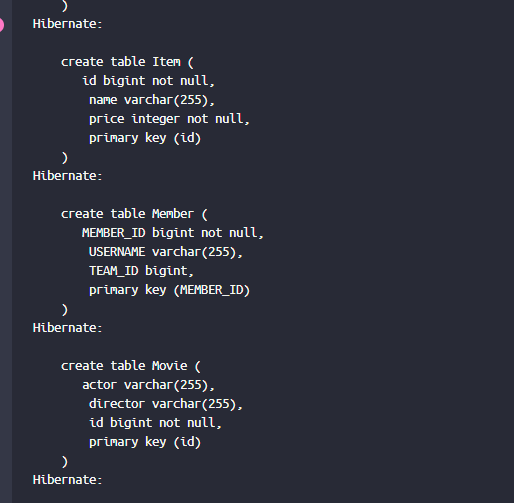 )
Hibernate:
create table Item (
id bigint not null,
name varchar(255),
price integer not null,
primary key (id)
)
Hibernate:
create table Member (
MEMBER_ID bigint not null,
USERNAME varchar(255),
TEAM_ID bigint,
primary key (MEMBER_ID)
)
Hibernate:
create table Movie (
actor varchar(255),
director varchar(255),
id bigint not null,
primary key (id)
)
Hibernate: